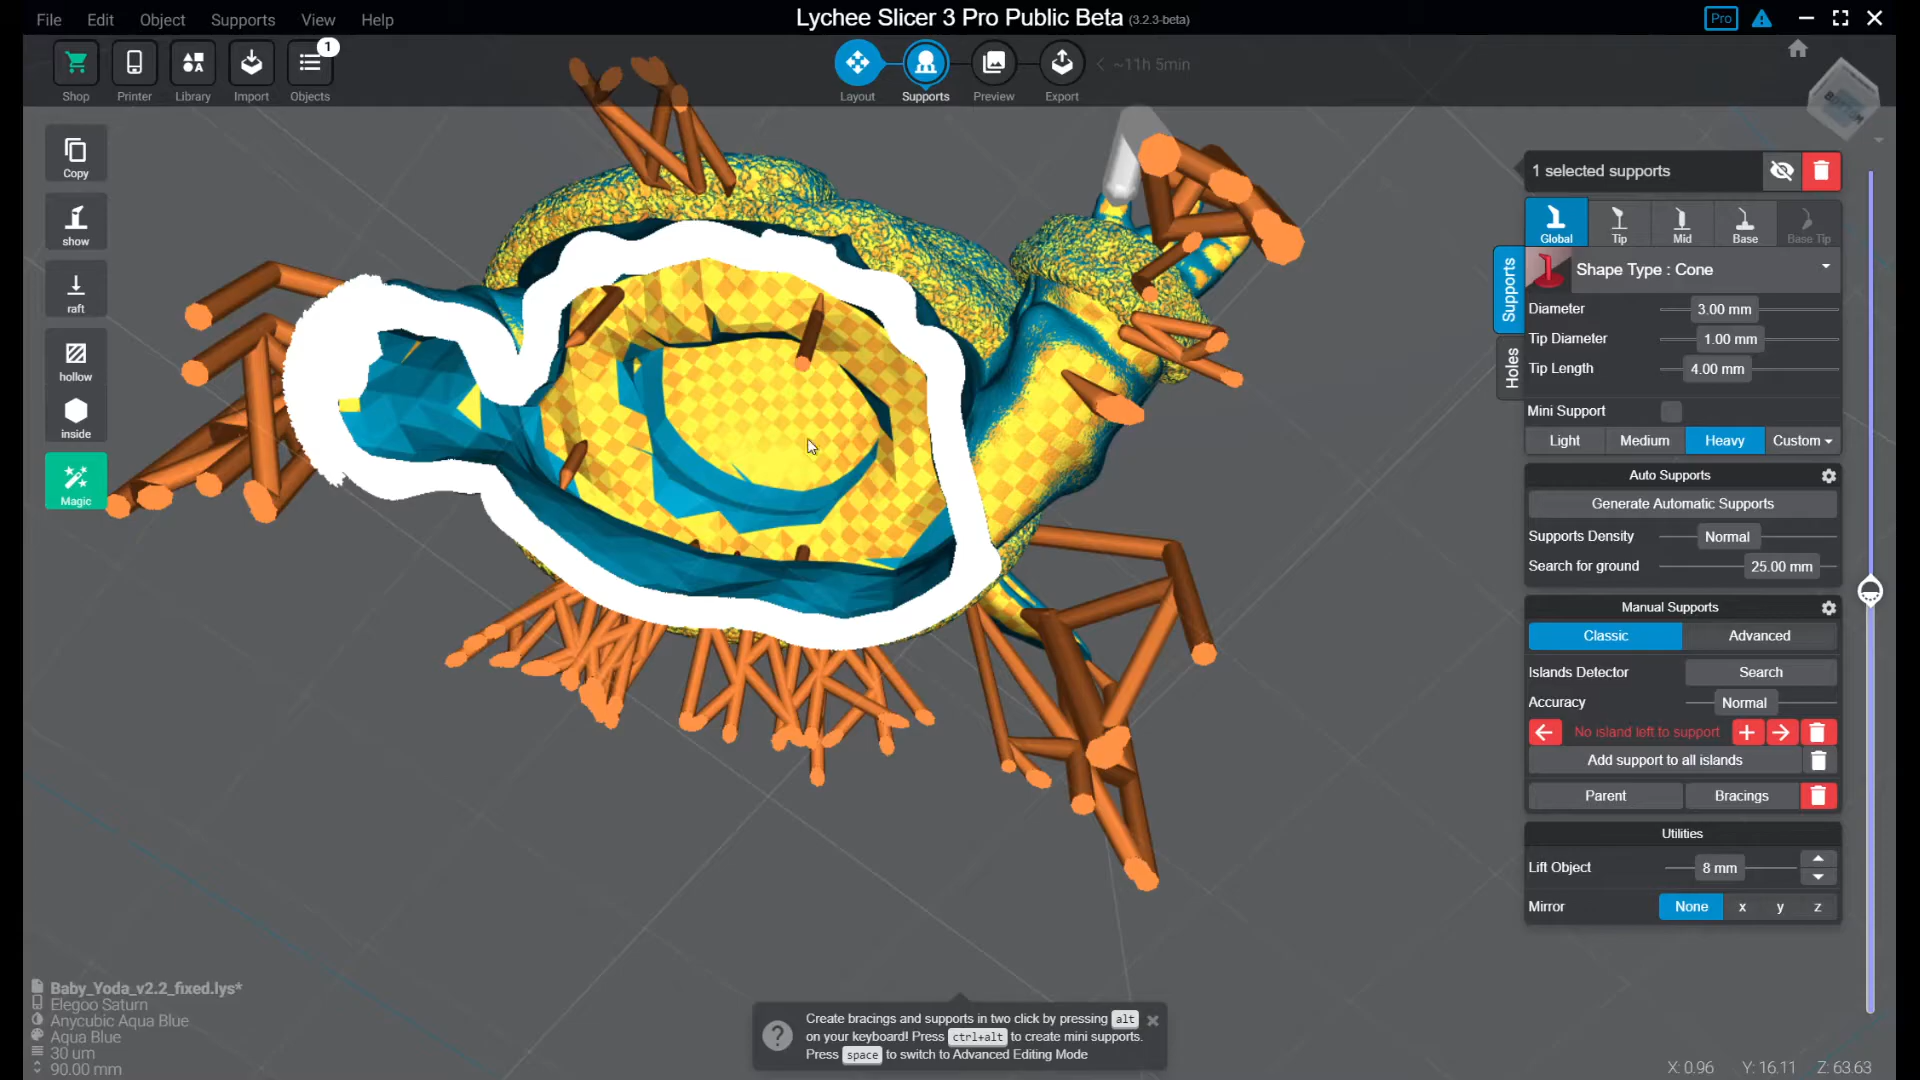 File Edit Object Supports View Help
Lychee Slicer 3 Pro Public Beta (3.2.3-beta)
Pro
Shop Printer Library Import Objects
1
Layout Supports Preview Export
~11h 5min
BOTTOM
Copy
show
raft
hollow
inside
Magic
1 selected supports
Global Tip Mid Base Base Tip
Supports
Holes
Shape Type : Cone
Diameter 3.00 mm
Tip Diameter 1.00 mm
Tip Length 4.00 mm
Mini Support
Light Medium Heavy Custom
Auto Supports
Generate Automatic Supports
Supports Density Normal
Search for ground 25.00 mm
Manual Supports
Classic Advanced
Islands Detector Search
Accuracy Normal
No island left to support
Add support to all islands
Parent Bracings
Utilities
Lift Object 8 mm
Mirror None x y z
Baby_Yoda_v2.2_fixed.lys*
Elegoo Saturn
Anycubic Aqua Blue
Aqua Blue
30 um
90.00 mm
Create bracings and supports in two click by pressing alt
on your keyboard! Press ctrl+alt to create mini supports.
Press space to switch to Advanced Editing Mode
X: 0.96 Y: 16.11 Z: 63.63